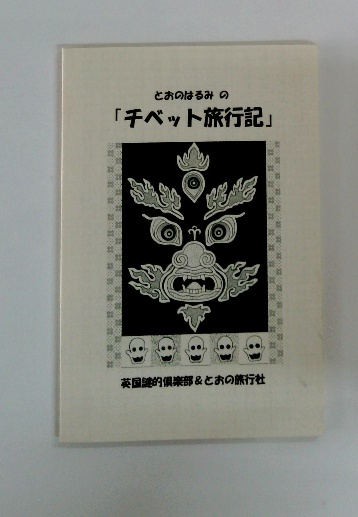 とおのはるみ の
「チベット旅行記」
英国謎的倶楽部＆とおの旅行社